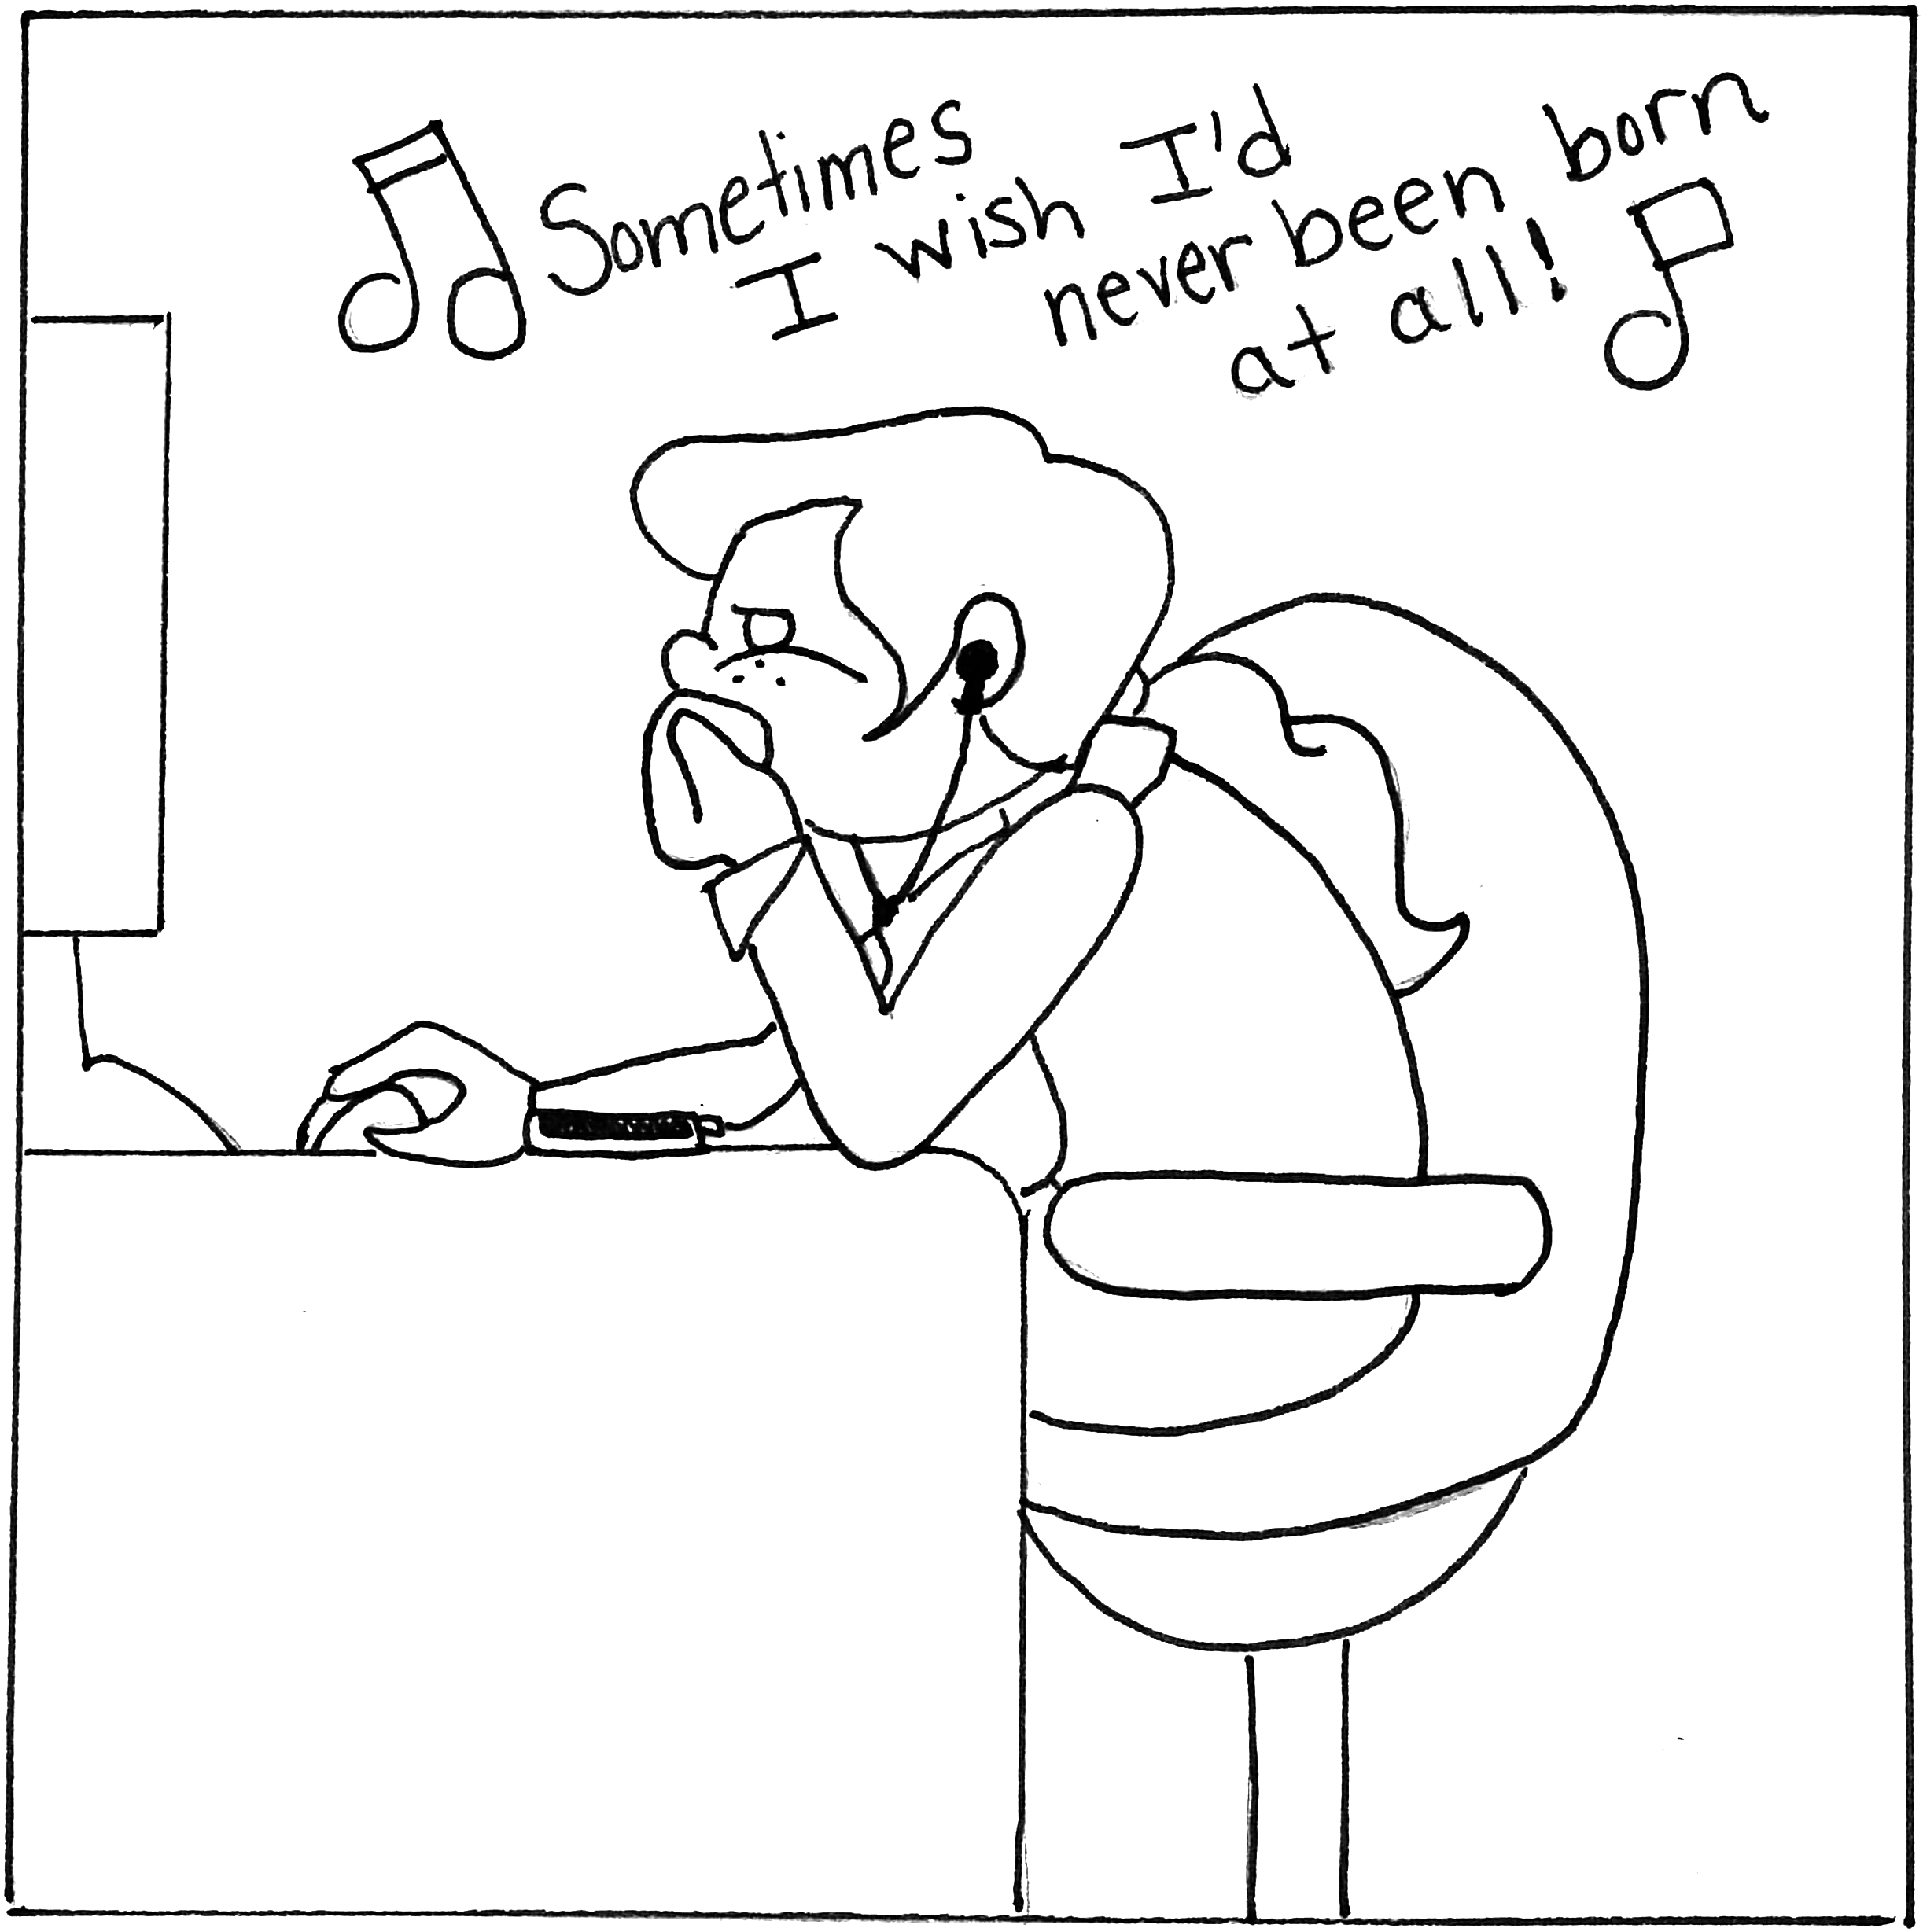 Sometimes
I wish I'd
never been born
at all!